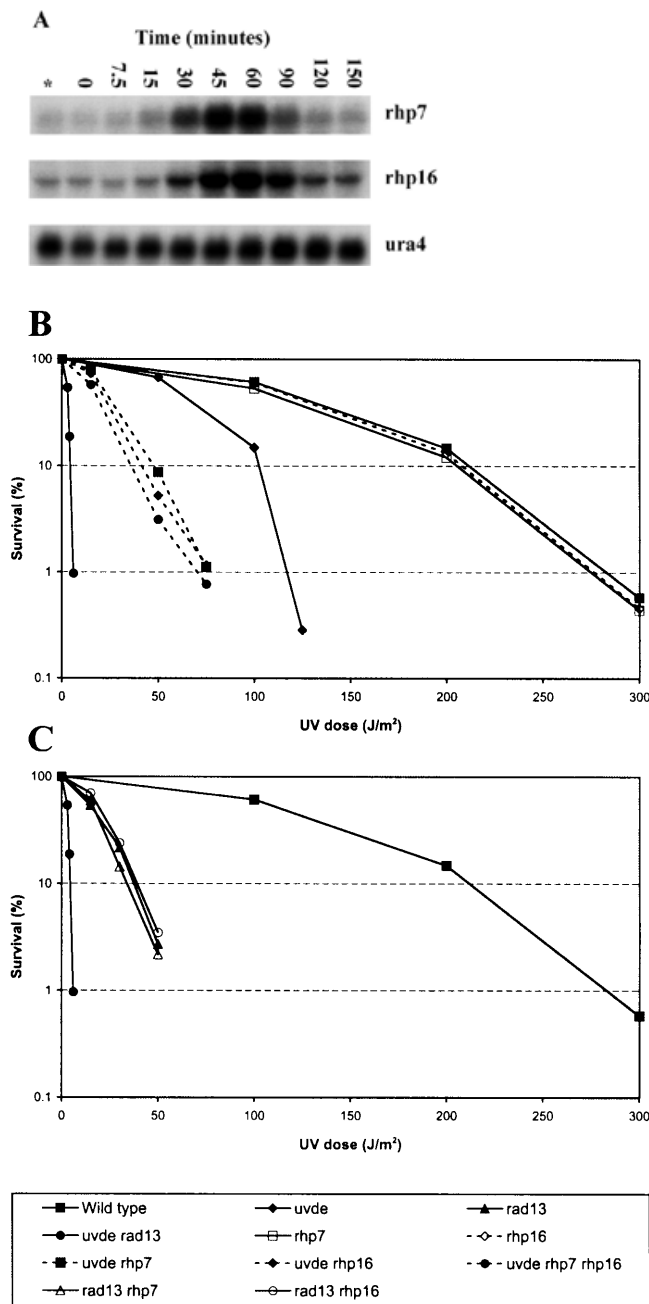 A
Time (minutes)
* 0 7.5 15 30 45 60 90 120 150
rhp7
rhp16
ura4
B
100
10
1
0.1
Survival (%)
0 50 100 150 200 250 300
UV dose (J/m²)
C
100
10
1
0.1
Survival (%)
0 50 100 150 200 250 300
UV dose (J/m²)
Wild type uvde rad13
uvde rad13 rhp7 rhp16
uvde rhp7 uvde rhp16 uvde rhp7 rhp16
rad13 rhp7 rad13 rhp16